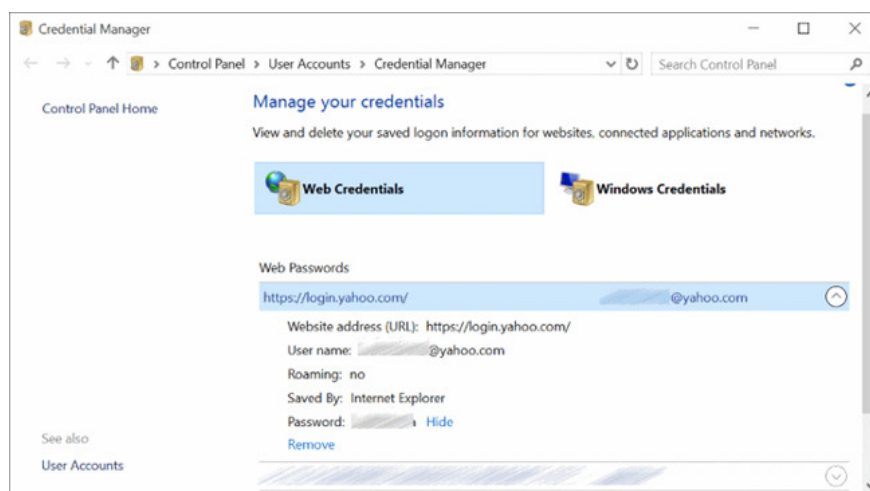 Credential Manager
Control Panel > User Accounts > Credential Manager
Search Control Panel
Control Panel Home
Manage your credentials
View and delete your saved logon information for websites, connected applications and networks.
Web Credentials
Windows Credentials
Web Passwords
https://login.yahoo.com/ @yahoo.com
Website address (URL): https://login.yahoo.com/
User name: @yahoo.com
Roaming: no
Saved By: Internet Explorer
Password: Hide
Remove
See also
User Accounts